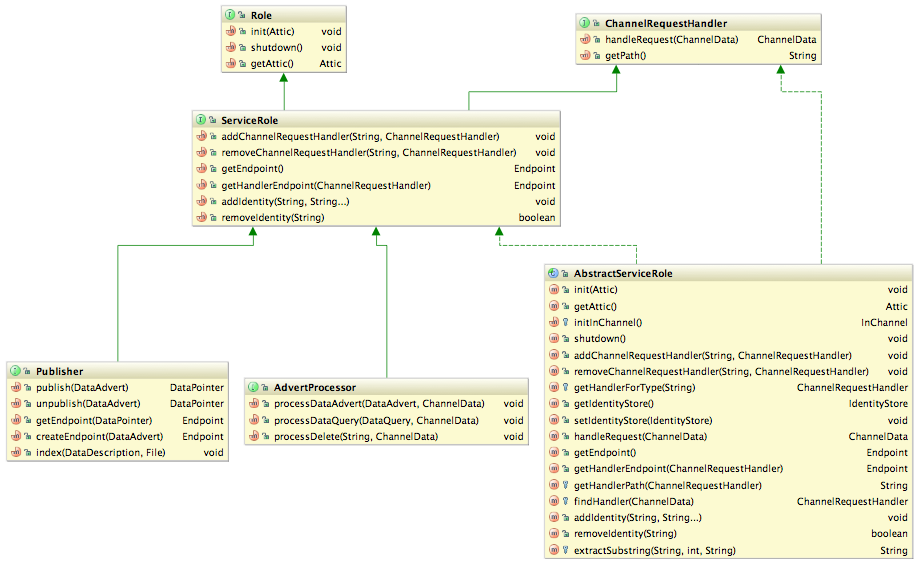 Role
init(Attic) void
shutdown() void
getAttic() Attic
ChannelRequestHandler
handleRequest(ChannelData) ChannelData
getPath() String
ServiceRole
addChannelRequestHandler(String, ChannelRequestHandler) void
removeChannelRequestHandler(String, ChannelRequestHandler) void
getEndpoint() Endpoint
getHandlerEndpoint(ChannelRequestHandler) Endpoint
addIdentity(String, String...) void
removeIdentity(String) boolean
AbstractServiceRole
init(Attic) void
getAttic() Attic
initInChannel() InChannel
shutdown() void
addChannelRequestHandler(String, ChannelRequestHandler) void
removeChannelRequestHandler(String, ChannelRequestHandler) void
getHandlerForType(String) ChannelRequestHandler
getIdentityStore() IdentityStore
setIdentityStore(IdentityStore) void
handleRequest(ChannelData) ChannelData
getEndpoint() Endpoint
getHandlerEndpoint(ChannelRequestHandler) Endpoint
getHandlerPath(ChannelRequestHandler) String
findHandler(ChannelData) ChannelRequestHandler
addIdentity(String, String...) void
removeIdentity(String) boolean
extractSubstring(String, int, String) String
Publisher
publish(DataAdvert) DataPointer
unpublish(DataAdvert) DataPointer
getEndpoint(DataPointer) Endpoint
createEndpoint(DataAdvert) Endpoint
index(DataDescription, File) void
AdvertProcessor
processDataAdvert(DataAdvert, ChannelData) void
processDataQuery(DataQuery, ChannelData) void
processDelete(String, ChannelData) void